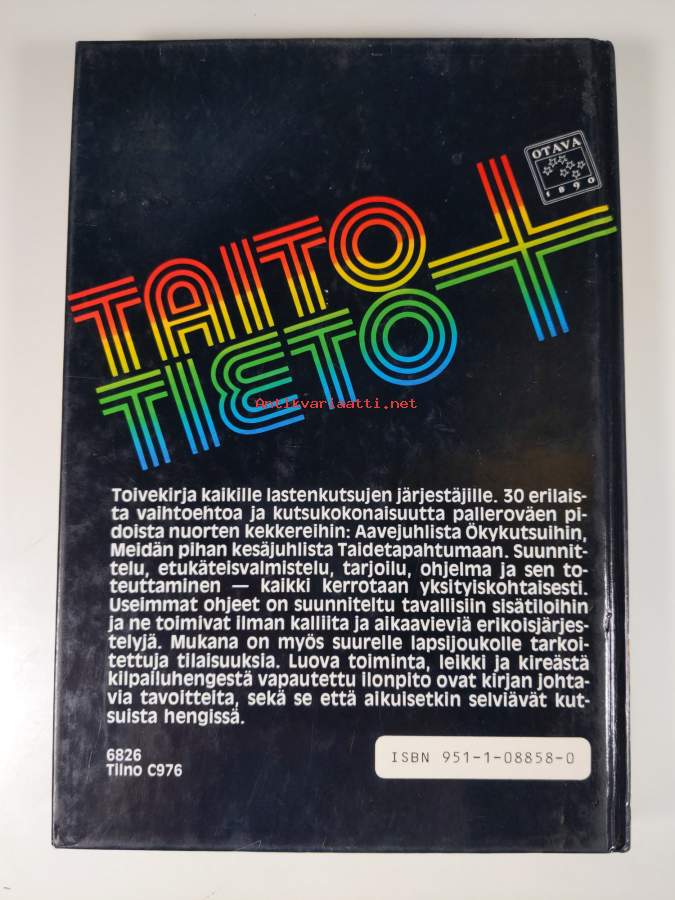 OTAVA
1890
TAITO
TIETO
Antikvariaatti.net
Toivekirja kaikille lastenkutsujen järjestäjille. 30 erilais-
ta vaihtoehtoa ja kutsukokonaisuutta palleroväen pi-
doista nuorten kekkereihin: Aavejuhlista Ökykutsuihin,
Meidän pihan kesäjuhlista Taidetapahtumaan. Suunnit-
telu, etukäteisvalmistelu, tarjoilu, ohjelma ja sen to-
teuttaminen — kaikki kerrotaan yksityiskohtaisesti.
Useimmat ohjeet on suunniteltu tavallisiin sisätiloihin
ja ne toimivat ilman kalliita ja aikaavieviä erikoisjärjes-
telyjä. Mukana on myös suurelle lapsijoukolle tarkoi-
tettuja tilaisuuksia. Luova toiminta, leikki ja kireästä
kilpailuhengestä vapautettu ilonpito ovat kirjan johta-
via tavoitteita, sekä se että aikuisetkin selviävät kut-
suista hengissä.
6826
Tilno C976
ISBN 951-1-08858-0